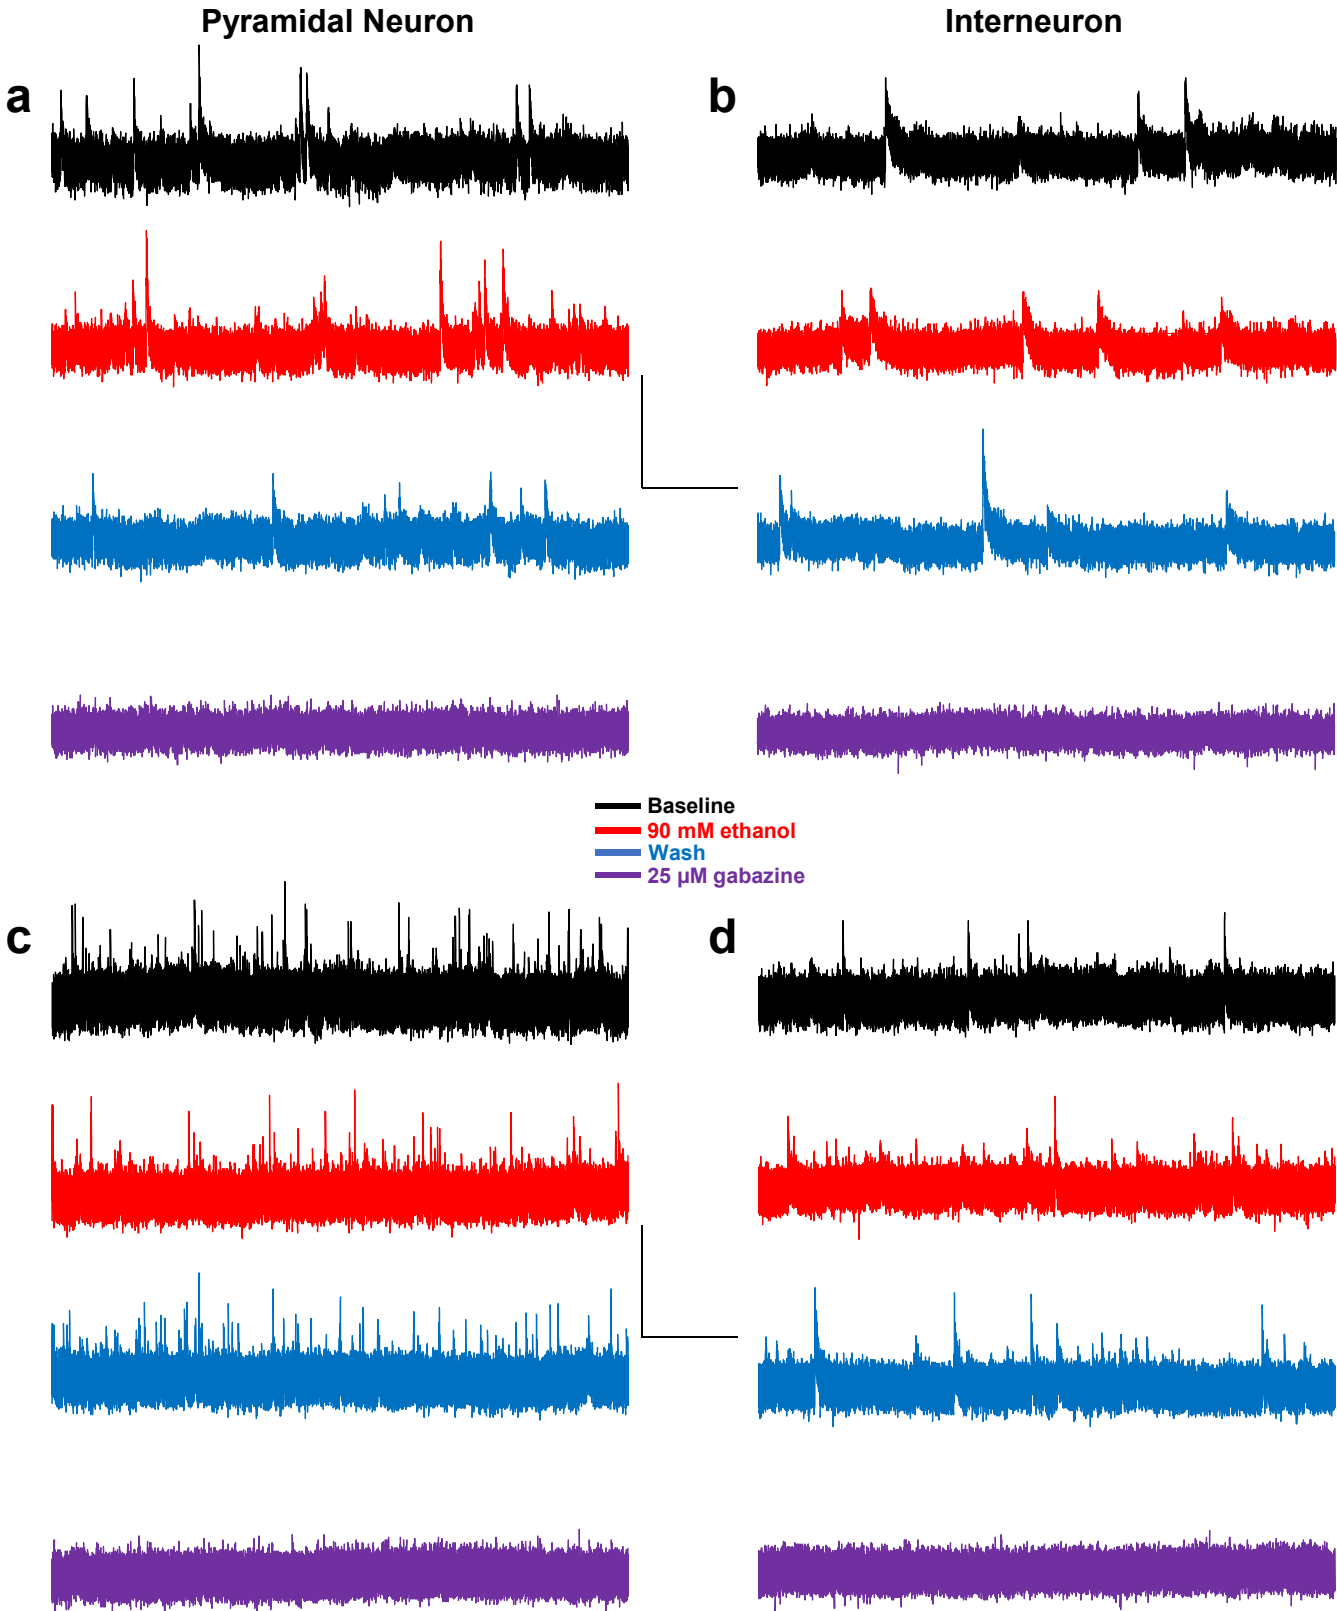 Pyramidal Neuron
Interneuron
a
b
Baseline
90 mM ethanol
Wash
25 µM gabazine
c
d